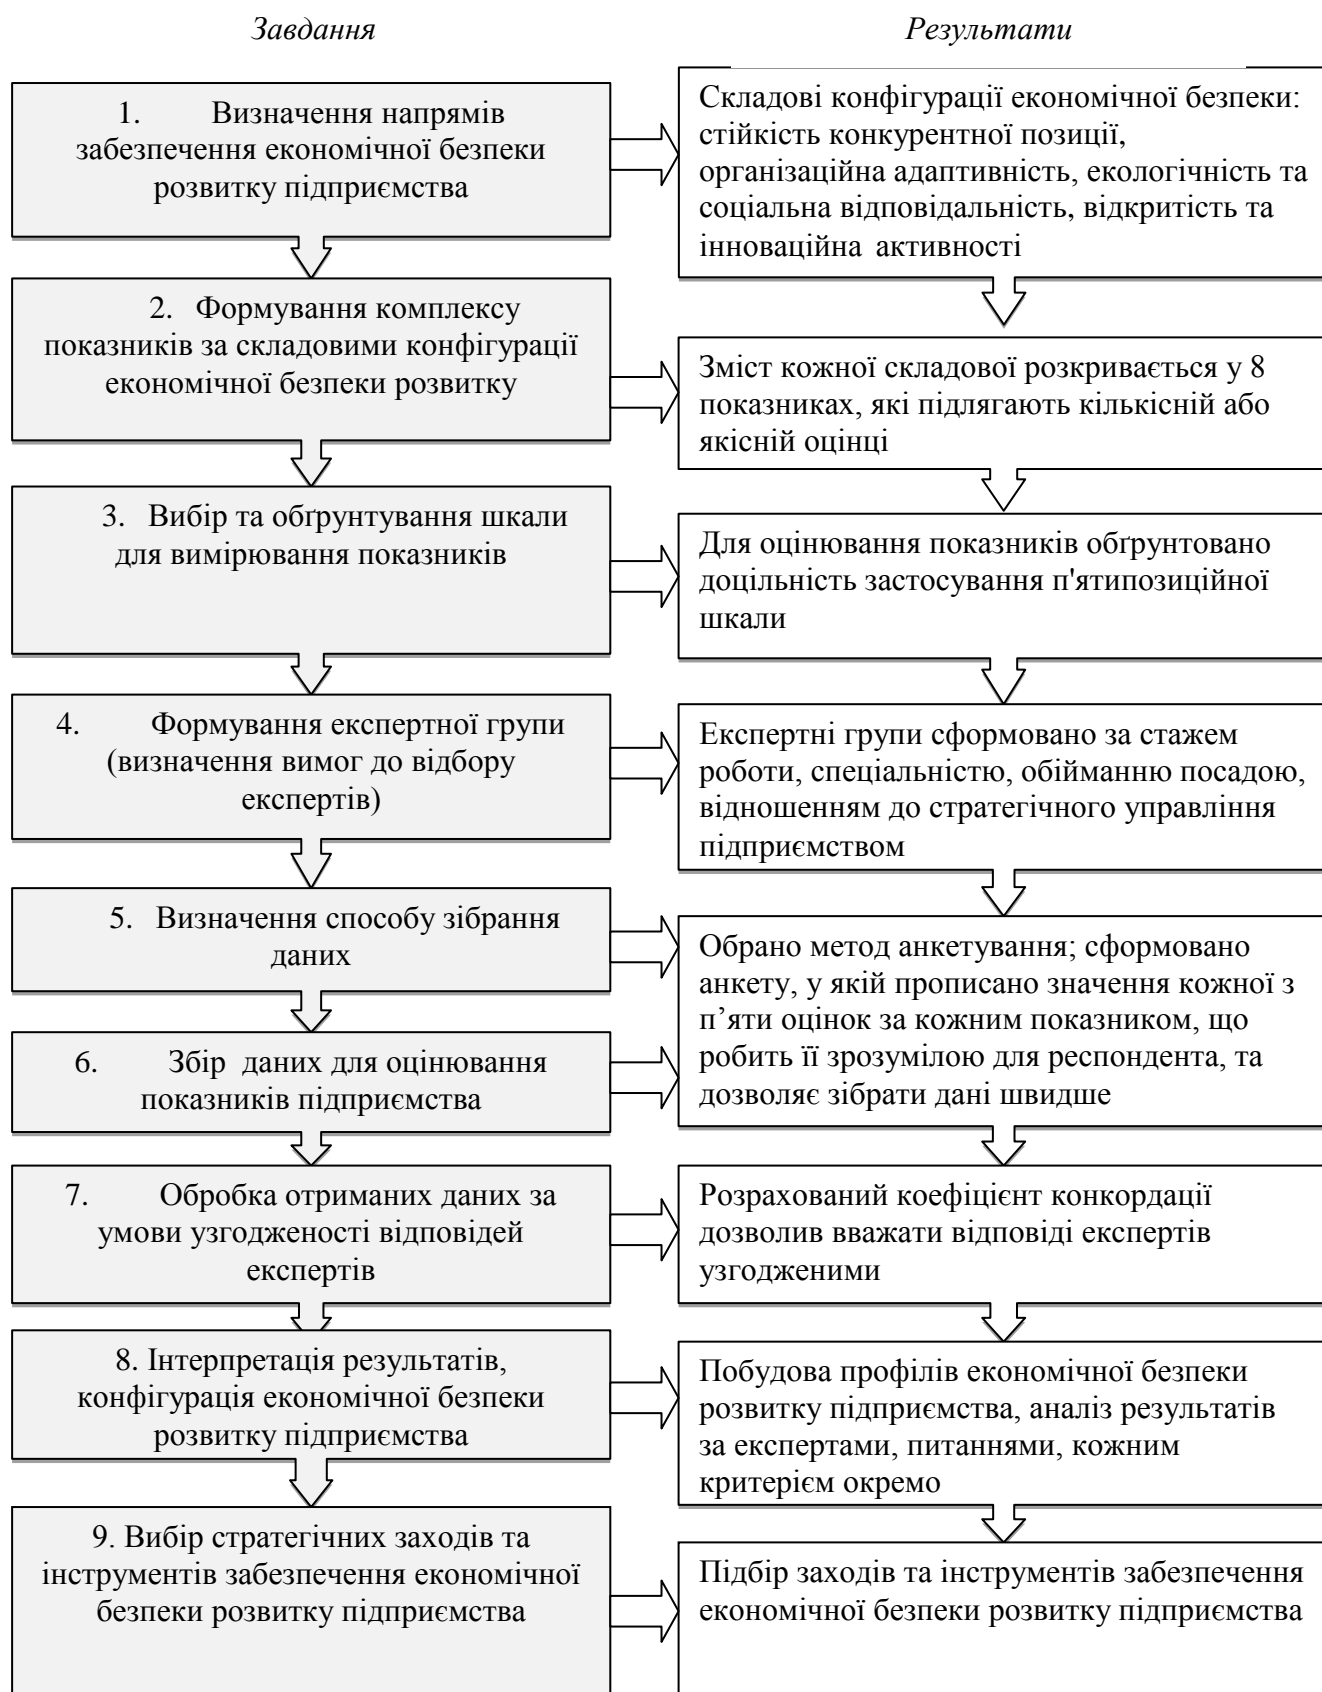 Завдання
Результати
1. Визначення напрямів
забезпечення економічної безпеки
розвитку підприємства
Складові конфігурації економічної безпеки:
стійкість конкурентної позиції,
організаційна адаптивність, екологічність та
соціальна відповідальність, відкритість та
інноваційна активності
2. Формування комплексу
показників за складовими конфігурації
економічної безпеки розвитку
Зміст кожної складової розкривається у 8
показниках, які підлягають кількісній або
якісній оцінці
3. Вибір та обґрунтування шкали
для вимірювання показників
Для оцінювання показників обґрунтовано
доцільність застосування п'ятипозиційної
шкали
4. Формування експертної групи
(визначення вимог до відбору
експертів)
Експертні групи сформовано за стажем
роботи, спеціальністю, обійманню посадою,
відношенням до стратегічного управління
підприємством
5. Визначення способу зібрання
даних
Обрано метод анкетування; сформовано
анкету, у якій прописано значення кожної з
п’яти оцінок за кожним показником, що
робить її зрозумілою для респондента, та
дозволяє зібрати дані швидше
6. Збір даних для оцінювання
показників підприємства
7. Обробка отриманих даних за
умови узгодженості відповідей
експертів
Розрахований коефіцієнт конкордації
дозволив вважати відповіді експертів
узгодженими
8. Інтерпретація результатів,
конфігурація економічної безпеки
розвитку підприємства
Побудова профілів економічної безпеки
розвитку підприємства, аналіз результатів
за експертами, питаннями, кожним
критерієм окремо
9. Вибір стратегічних заходів та
інструментів забезпечення економічної
безпеки розвитку підприємства
Підбір заходів та інструментів забезпечення
економічної безпеки розвитку підприємства